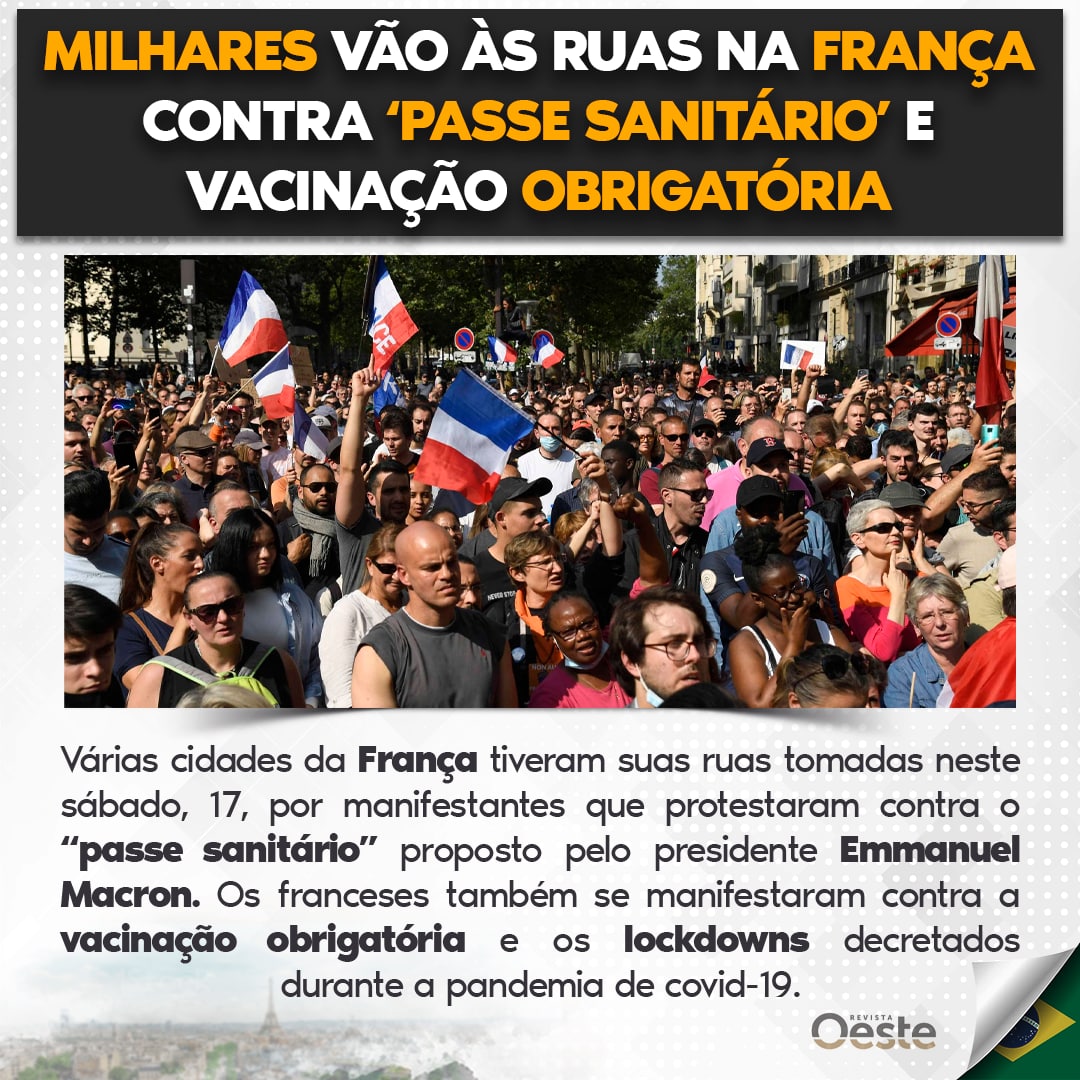 MILHARES VÃO ÀS RUAS NA FRANÇA
CONTRA ‘PASSE SANITÁRIO’ E
VACINAÇÃO OBRIGATÓRIA
Várias cidades da França tiveram suas ruas tomadas neste
sábado, 17, por manifestantes que protestaram contra o
“passe sanitário” proposto pelo presidente Emmanuel
Macron. Os franceses também se manifestaram contra a
vacinação obrigatória e os lockdowns decretados
durante a pandemia de covid-19.
REVISTA
Oeste